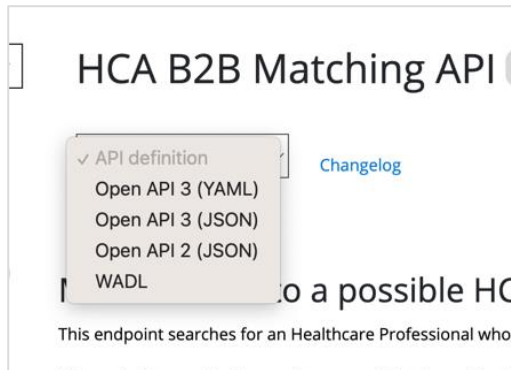 HCA B2B Matching API
API definition
Changelog
Open API 3 (YAML)
Open API 3 (JSON)
Open API 2 (JSON)
WADL
to a possible HC
This endpoint searches for an Healthcare Professional who